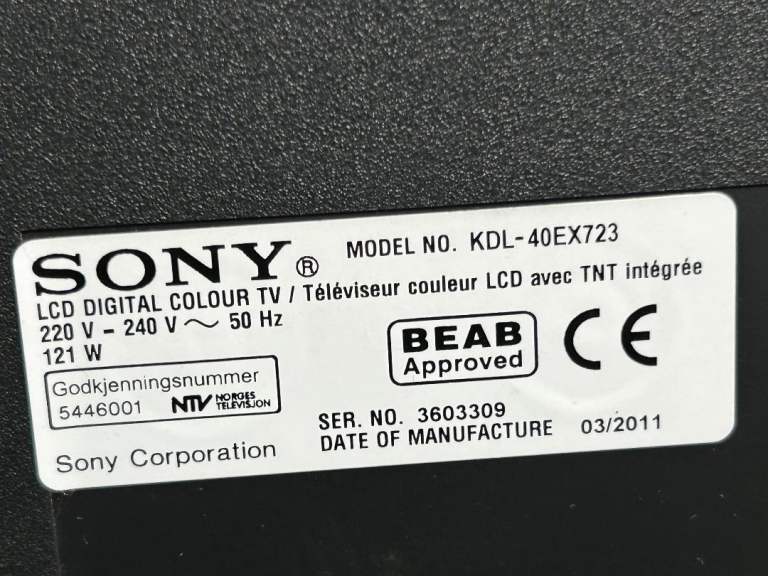 SONY®
MODEL NO. KDL-40EX723
LCD DIGITAL COLOUR TV / Téléviseur couleur LCD avec TNT intégrée
220 V - 240 V ~ 50 Hz
121 W
BEAB
Approved
CE
Godkjenningsnummer
5446001 NTV NORGES
TELEVISJON
SER. NO. 3603309
DATE OF MANUFACTURE 03/2011
Sony Corporation